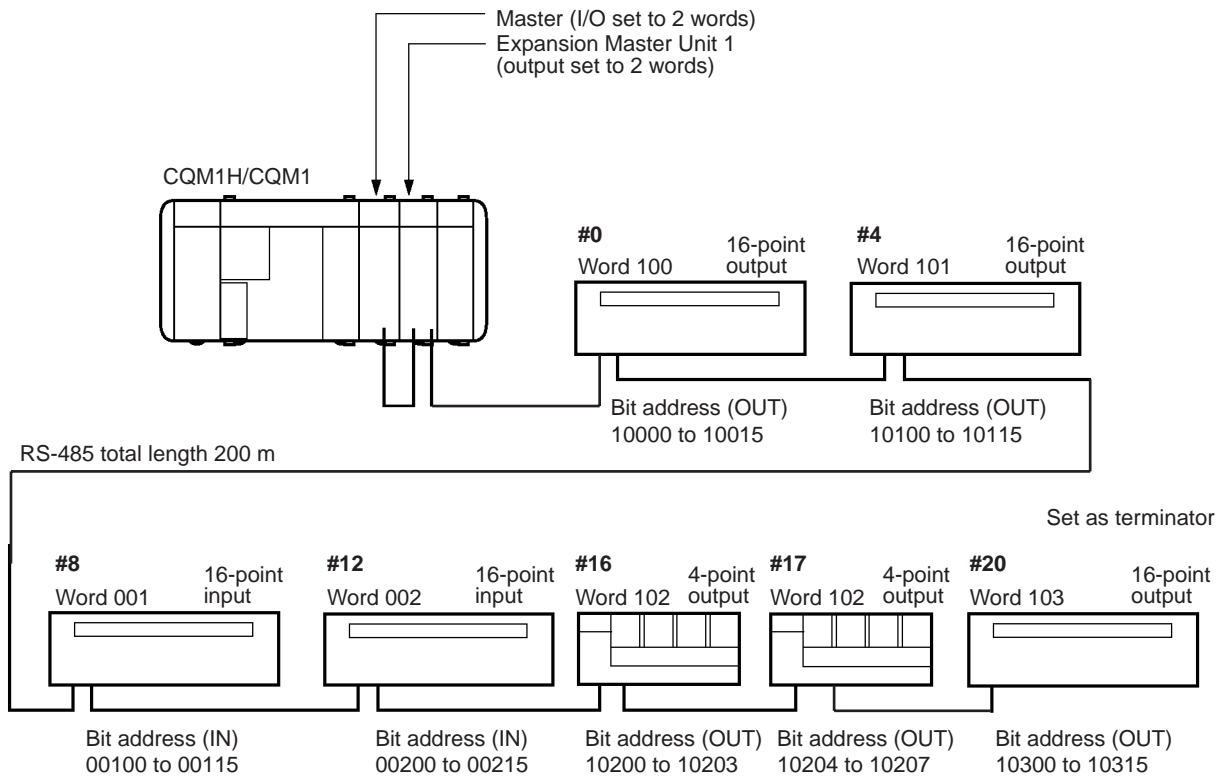 Master (I/O set to 2 words)
Expansion Master Unit 1
(output set to 2 words)
CQM1H/CQM1
#0
Word 100
16-point
output
#4
Word 101
16-point
output
Bit address (OUT)
10000 to 10015
Bit address (OUT)
10100 to 10115
RS-485 total length 200 m
Set as terminator
#8
Word 001
16-point
input
#12
Word 002
16-point
input
#16
Word 102
4-point
output
#17
Word 102
4-point
output
#20
Word 103
16-point
output
Bit address (IN)
00100 to 00115
Bit address (IN)
00200 to 00215
Bit address (OUT)
10200 to 10203
Bit address (OUT)
10204 to 10207
Bit address (OUT)
10300 to 10315